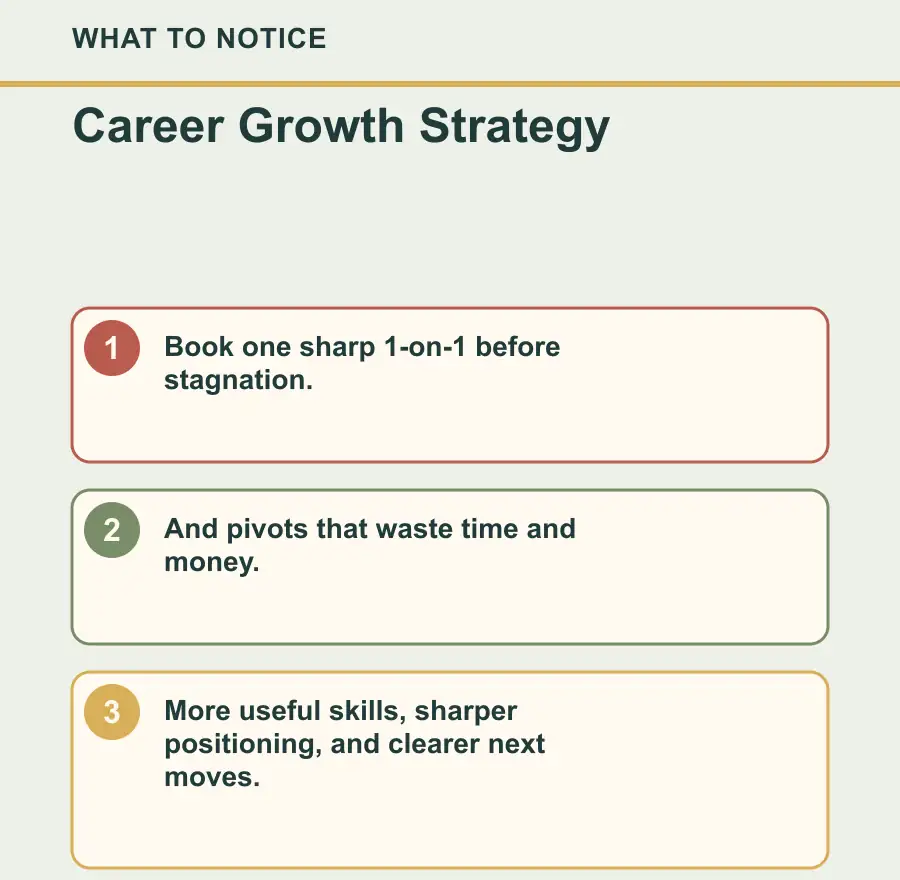 WHAT TO NOTICE
Career Growth Strategy
1
Book one sharp 1-on-1 before
stagnation.
2
And pivots that waste time and
money.
3
More useful skills, sharper
positioning, and clearer next
moves.